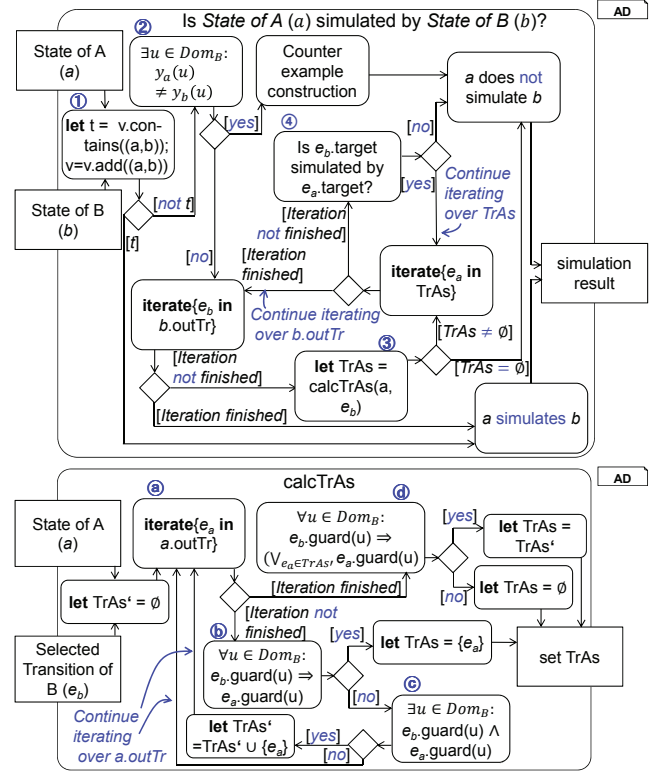 AD
Is State of A (a) simulated by State of B (b)?
State of A
(a)
②
∃u ∈ Dom_B:
y_a(u)
≠ y_b(u)
Counter
example
construction
a does not
simulate b
①
let t = v.con-
tains((a,b));
v=v.add((a,b))
[yes]
④
[no]
Is e_b.target
simulated by
e_a.target?
[yes]
Continue
iterating
over TrAs
State of B
(b)
[not t]
[t]
[no]
[Iteration
not finished]
[Iteration
finished]
simulation
result
iterate{e_b in
b.outTr}
Continue iterating
over b.outTr
iterate{e_a in
TrAs}
[TrAs ≠ ∅]
③
[Iteration
not finished]
let TrAs =
calcTrAs(a,
e_b)
[TrAs = ∅]
[Iteration finished]
a simulates b
AD
calcTrAs
State of A
(a)
ⓐ
iterate{e_a in
a.outTr}
ⓓ
∀u ∈ Dom_B:
e_b.guard(u) ⇒
(⋁_{e_a∈TrAs'} e_a.guard(u)
[yes]
let TrAs =
TrAs‘
let TrAs‘ = ∅
[Iteration finished]
[no]
let TrAs = ∅
[Iteration not
finished]
Selected
Transition of
B (e_b)
ⓑ
∀u ∈ Dom_B:
e_b.guard(u) ⇒
e_a.guard(u)
[yes]
let TrAs = {e_a}
set TrAs
[no]
ⓒ
∃u ∈ Dom_B:
e_b.guard(u) ∧
e_a.guard(u)
Continue
iterating
over a.outTr
let TrAs‘
=TrAs‘ ∪ {e_a}
[yes]
[no]